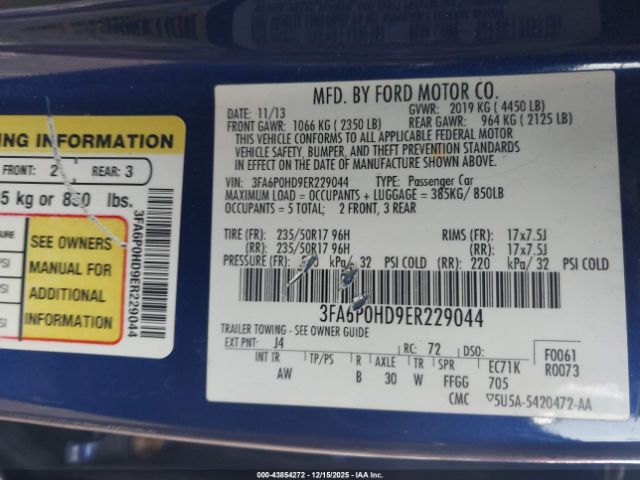 NG INFORMATION
FRONT: 2 REAR: 3
5 kg or 850 lbs.
SURE
PSI
PSI
SEE OWNERS
MANUAL FOR
ADDITIONAL
INFORMATION
3FA6P0HD9ER229044
MFD. BY FORD MOTOR CO.
DATE: 11/13 GVWR: 2019 KG ( 4450 LB)
FRONT GAWR: 1066 KG ( 2350 LB) REAR GAWR: 964 KG ( 2125 LB)
THIS VEHICLE CONFORMS TO ALL APPLICABLE FEDERAL MOTOR
VEHICLE SAFETY, BUMPER, AND THEFT PREVENTION STANDARDS
IN EFFECT ON THE DATE OF MANUFACTURE SHOWN ABOVE.
VIN: 3FA6P0HD9ER229044 TYPE: Passenger Car
MAXIMUM LOAD = OCCUPANTS + LUGGAGE = 385KG/ 850LB
OCCUPANTS = 5 TOTAL; 2 FRONT, 3 REAR
TIRE (FR): 235/50R17 96H RIMS (FR): 17x7.5J
(RR): 235/50R17 96H (RR): 17x7.5J
PRESSURE (FR): kPa/ 32 PSI COLD (RR): 220 kPa/ 32 PSI COLD
3FA6P0HD9ER229044
TRAILER TOWING - SEE OWNER GUIDE
EXT PNT: J4 RC: 72 DSO: F0061
INT TR TP/PS R AXLE TR SPR EC71K R0073
AW B 30 W FFGG 705
CMC 5U5A-5420472-AA
000-43854272 - 12/15/2025 - IAA Inc.